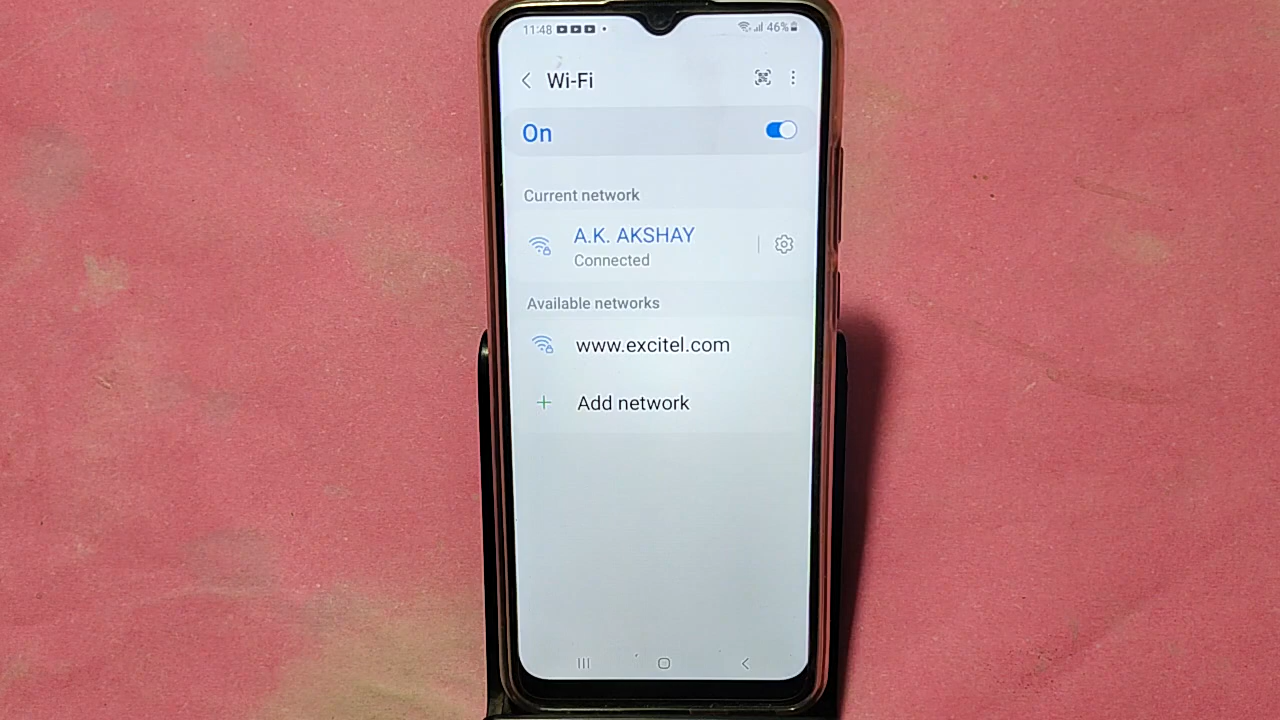 11:48 46%
Wi-Fi
On
Current network
A.K. AKSHAY
Connected
Available networks
www.excitel.com
Add network